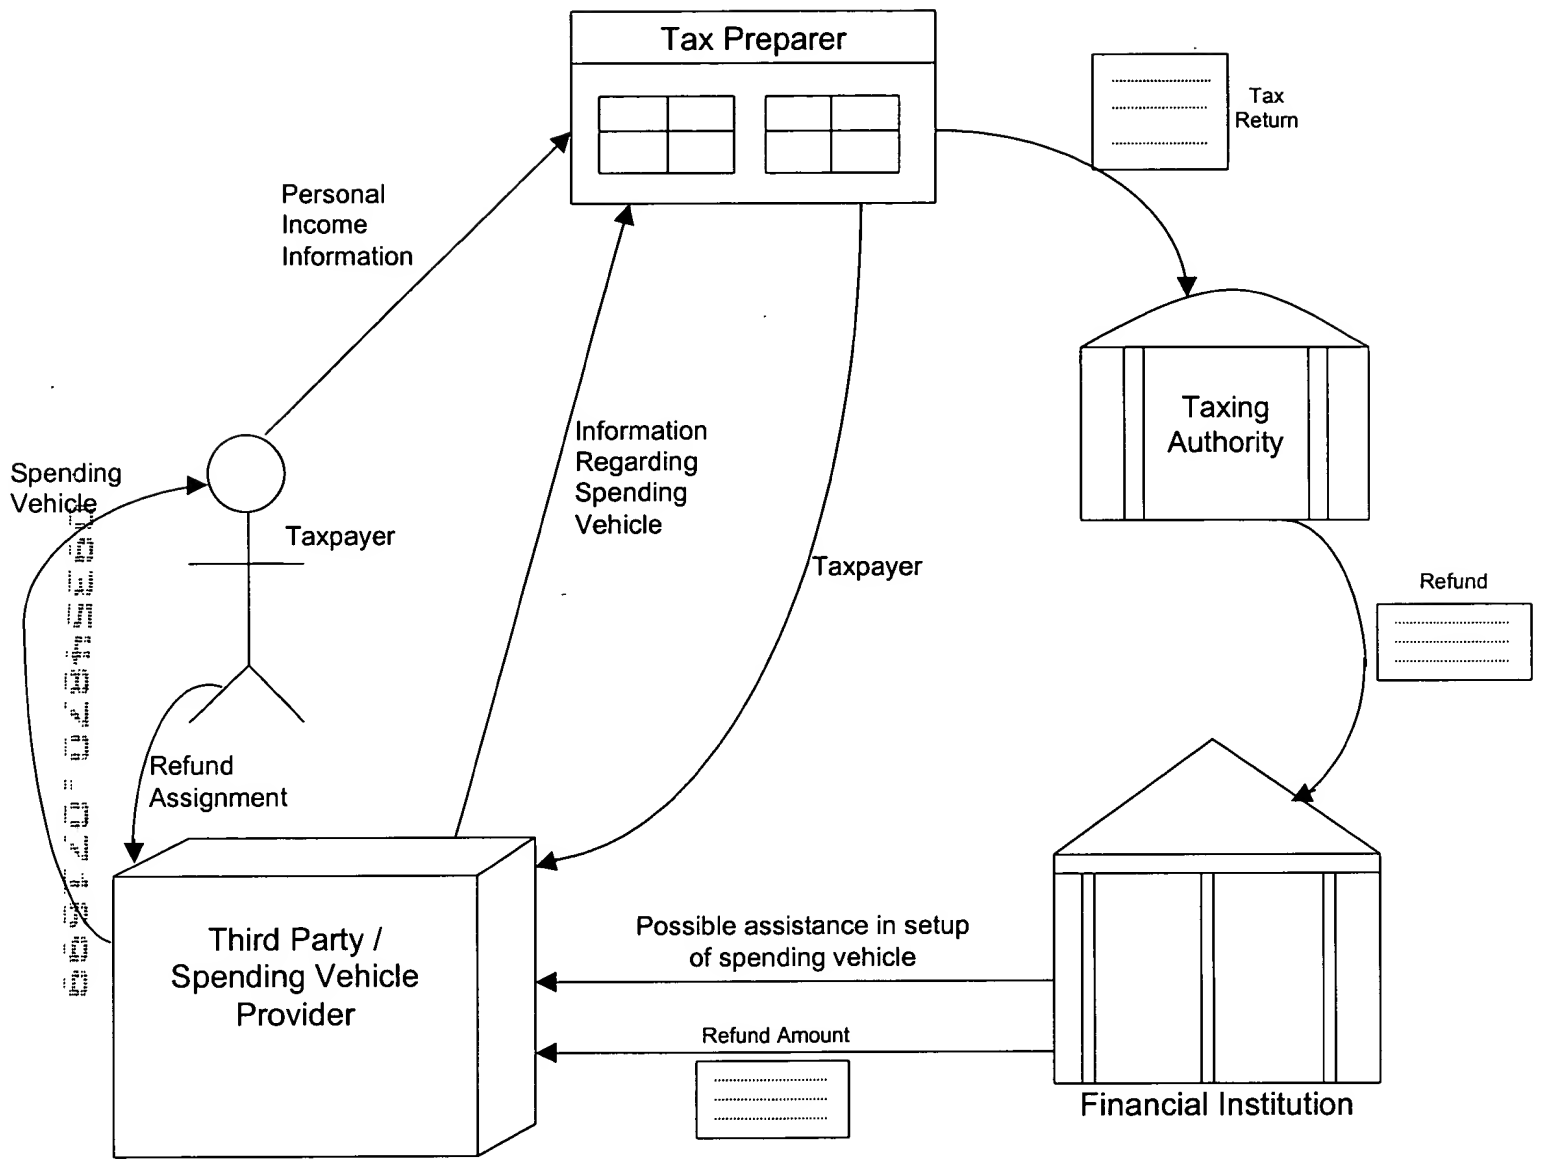 Tax Preparer
Tax
Return
Personal
Income
Information
Taxing
Authority
Information
Regarding
Spending
Vehicle
Spending
Vehicle
Taxpayer
Taxpayer
Refund
Refund
Assignment
Possible assistance in setup
of spending vehicle
Third Party /
Spending Vehicle
Provider
Refund Amount
Financial Institution